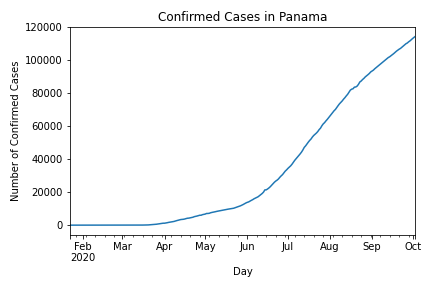 Confirmed Cases in Panama
120000
100000
80000
60000
40000
20000
0
Number of Confirmed Cases
Feb Mar Apr May Jun Jul Aug Sep Oct
2020
Day